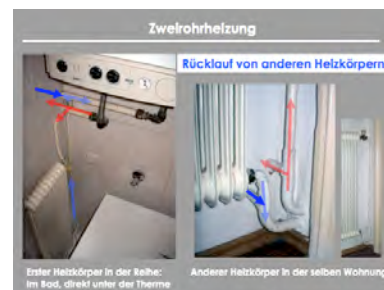 Zweirohrheizung
Rücklauf von anderen Heizkörpern
Erster Heizkörper in der Reihe:
Im Bad, direkt unter der Therme
Anderer Heizkörper in der selben Wohnung